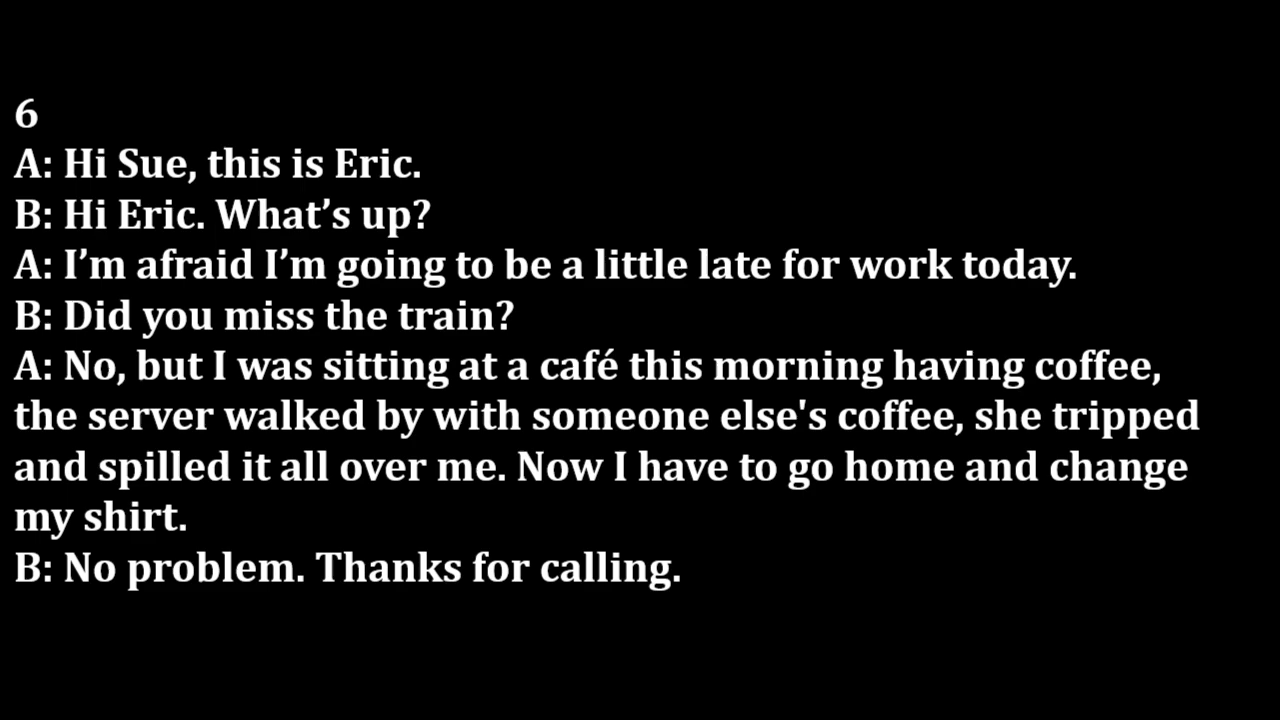 6
A: Hi Sue, this is Eric.
B: Hi Eric. What’s up?
A: I’m afraid I’m going to be a little late for work today.
B: Did you miss the train?
A: No, but I was sitting at a café this morning having coffee,
the server walked by with someone else's coffee, she tripped
and spilled it all over me. Now I have to go home and change
my shirt.
B: No problem. Thanks for calling.